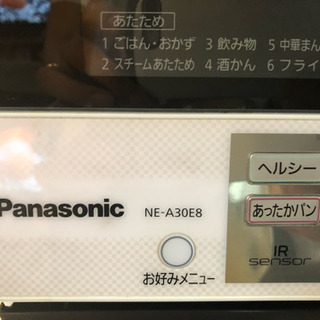 あたため
1 ごはん・おかず 3 飲み物 5 中華まん
2 スチームあたため 4 酒かん 6 フライ
ヘルシー
Panasonic NE-A30E8
あったかパン
IR
sensor
お好みメニュー